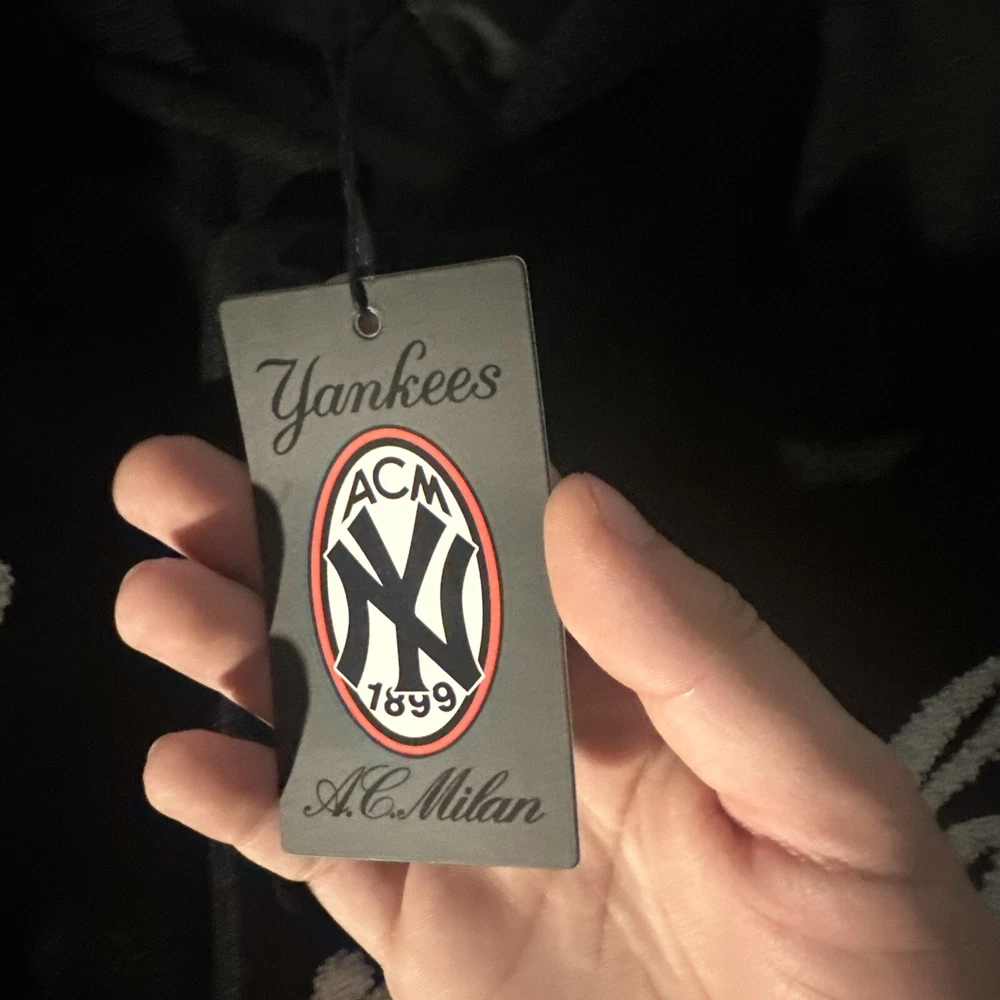 Yankees
ACM
NY
1899
A.C. Milan